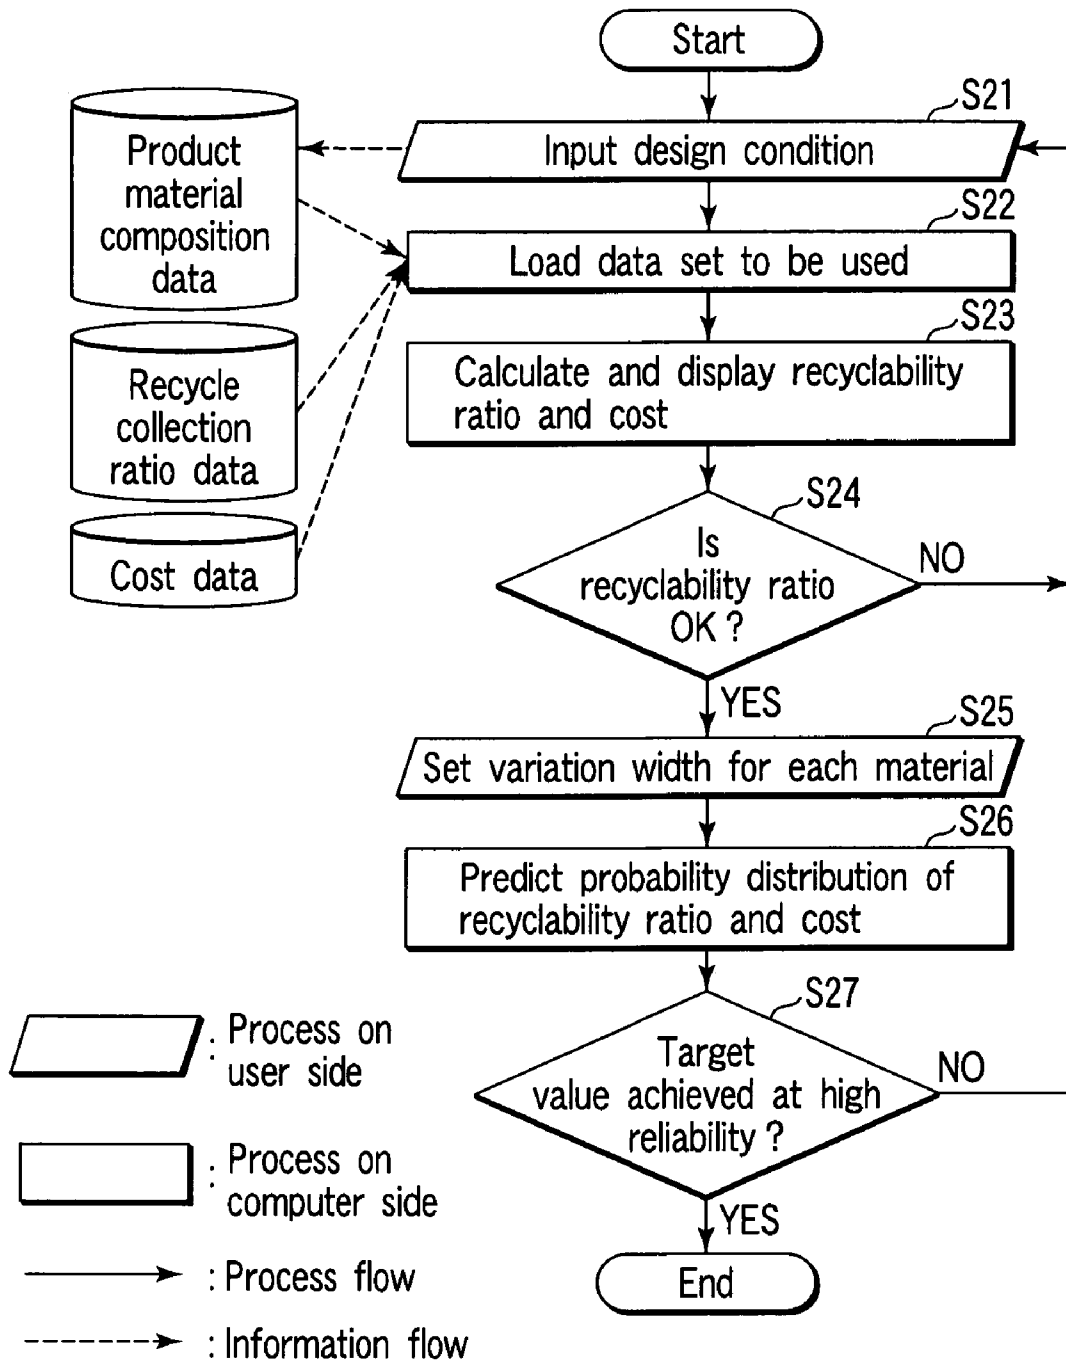 Start
S21
Input design condition
Product
material
composition
data
S22
Load data set to be used
S23
Calculate and display recyclability
ratio and cost
Recycle
collection
ratio data
S24
Is
recyclability ratio
OK ?
NO
Cost data
YES
S25
Set variation width for each material
S26
Predict probability distribution of
recyclability ratio and cost
S27
Target
value achieved at high
reliability ?
NO
YES
End
: Process on
user side
: Process on
computer side
: Process flow
: Information flow